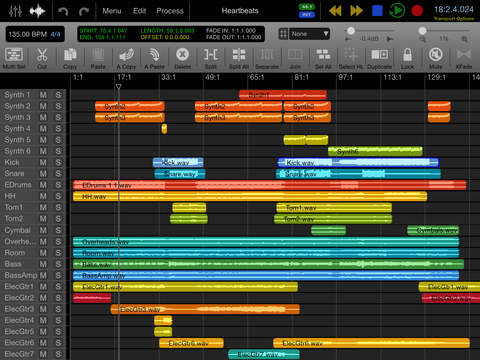 Menu Edit Process Heartbeats 44.1 INT 18:2.4.024
Transport Options
135.00 BPM 4/4 START: 75.4.1.047 LENGTH: 58.1.0.063 FADE IN: 1:1.1.000 None -0.4dB
END: 134.1.1.111 OFFSET: 0.0.0.000 FADE OUT: 1:1.1.000
Multi Sel Cut Copy Paste A.Copy A.Paste Delete Split Split All Separate Join Sel All Select HL Duplicate Lock Mute XFade
1:1 17:1 33:1 49:1 65:1 81:1 97:1 113:1 129:1 14
Synth 1 M S Synth1
Synth 2 M S Synth2 Synth2 Synth2
Synth 3 M S Synth3 Synth3 Synth3
Synth 4 M S
Synth 5 M S
Synth 6 M S Synth6
Kick M S Kick.wav Kick.wav
Snare M S Snare.wav Snare.wav
EDrums M S EDrums 1-1.wav
HH M S HH.wav
Tom1 M S Tom1.wav
Tom2 M S Tom2.wav
Cymbal M S
Overhe... M S Overheads.wav
Room M S Room.wav
Bass M S Bass.wav
BassAmp M S BassAmp.wav
ElecGtr1 M S ElecGtr1.wav ElecGtr1.wav
ElecGtr2 M S
ElecGtr3 M S ElecGtr3.wav
ElecGtr4 M S
ElecGtr5 M S
ElecGtr6 M S ElecGtr6.wav ElecGtr6.wav
ElecGtr7 M S ElecGtr7.wav